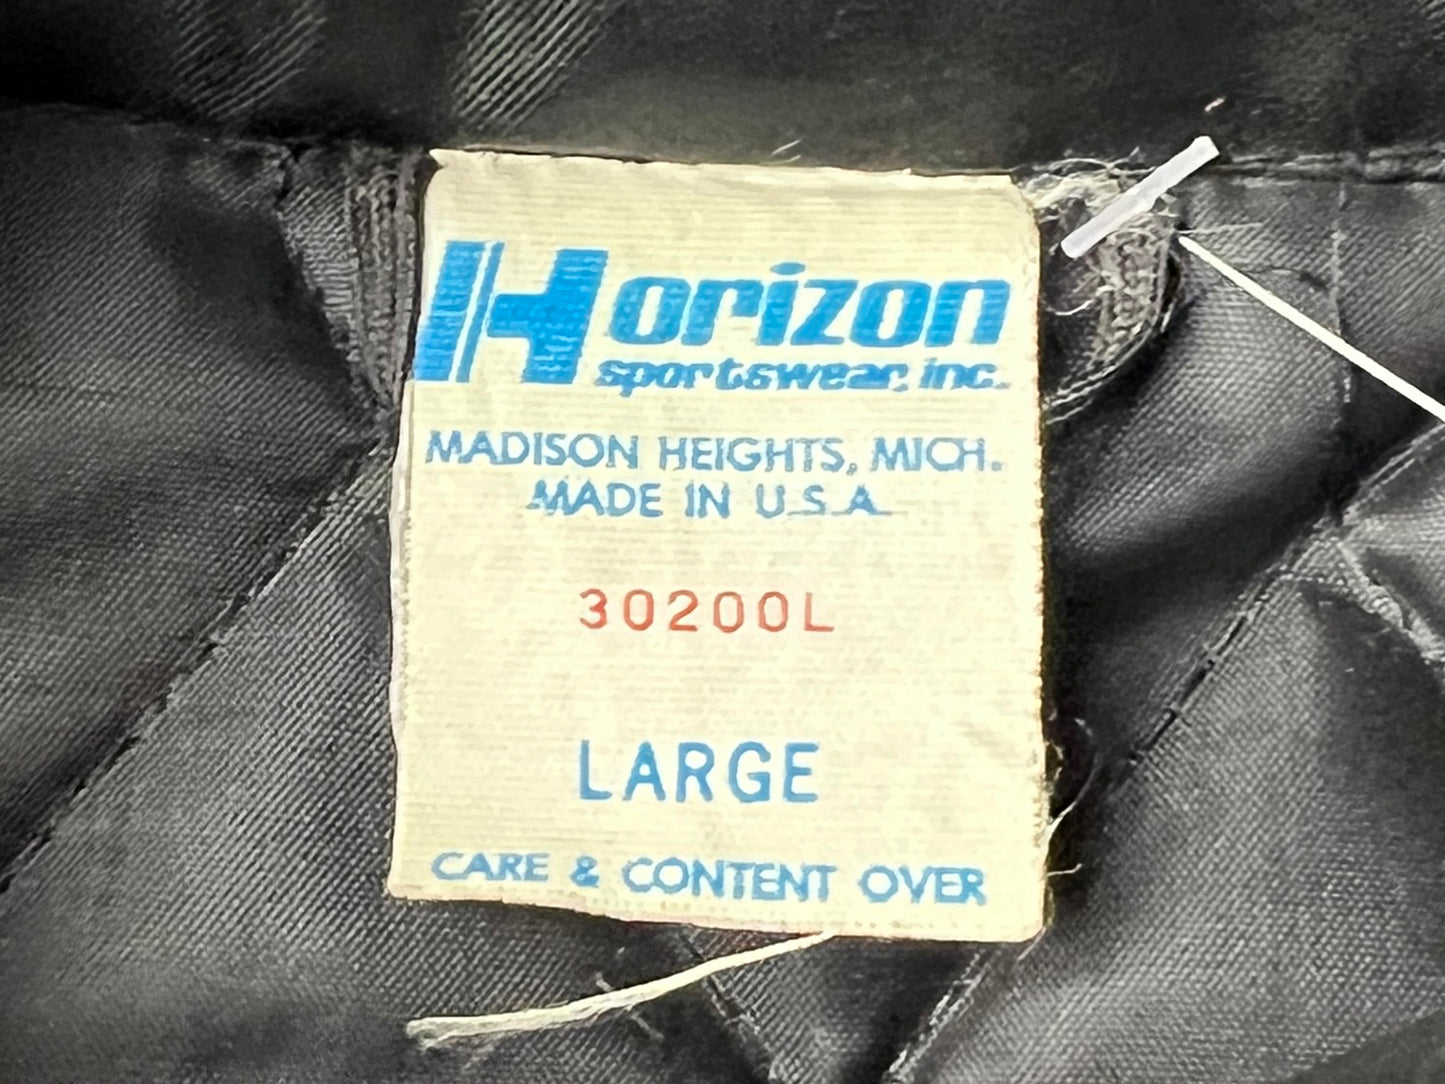 Horizon
sportswear, inc.
MADISON HEIGHTS, MICH.
MADE IN U.S.A.
30200L
LARGE
CARE & CONTENT OVER